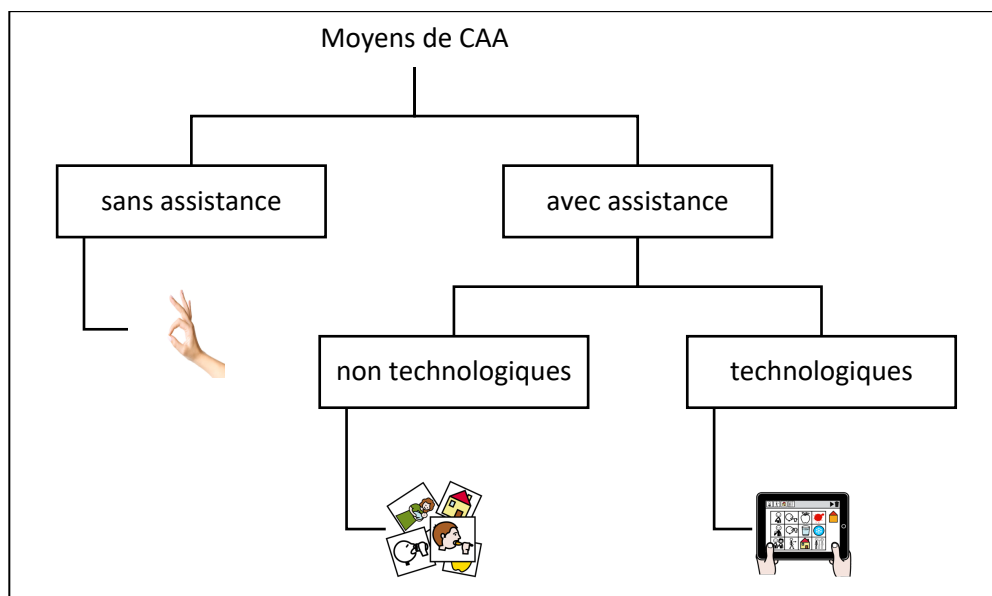 Moyens de CAA
sans assistance
avec assistance
non technologiques
technologiques